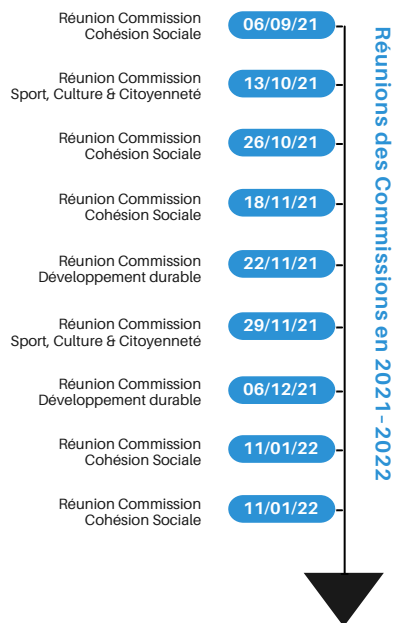 Réunion Commission
Cohésion Sociale
06/09/21
Réunion Commission
Sport, Culture & Citoyenneté
13/10/21
Réunion Commission
Cohésion Sociale
26/10/21
Réunion Commission
Cohésion Sociale
18/11/21
Réunion Commission
Développement durable
22/11/21
Réunion Commission
Sport, Culture & Citoyenneté
29/11/21
Réunion Commission
Développement durable
06/12/21
Réunion Commission
Cohésion Sociale
11/01/22
Réunion Commission
Cohésion Sociale
11/01/22
Réunions des Commissions en 2021-2022